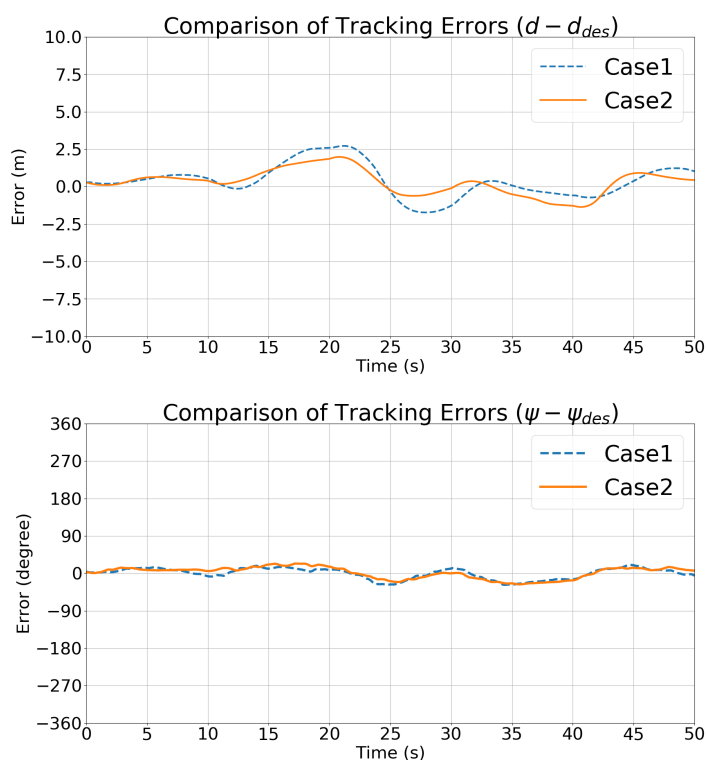 Comparison of Tracking Errors (d − d_des)
10.0
7.5
5.0
2.5
0.0
−2.5
−5.0
−7.5
−10.0
Error (m)
Case1
Case2
0 5 10 15 20 25 30 35 40 45 50
Time (s)
Comparison of Tracking Errors (ψ − ψ_des)
360
270
180
90
0
−90
−180
−270
−360
Error (degree)
Case1
Case2
0 5 10 15 20 25 30 35 40 45 50
Time (s)